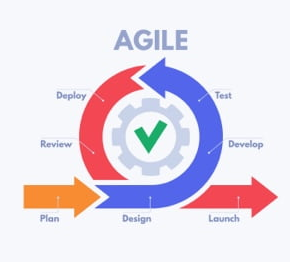 AGILE
Deploy
Test
Review
Develop
Plan
Design
Launch